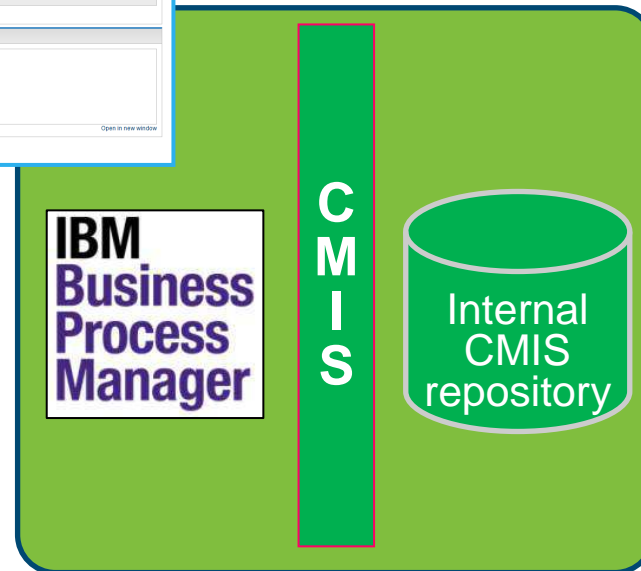 Open in new window
IBM
Business
Process
Manager
C
M
I
S
Internal
CMIS
repository